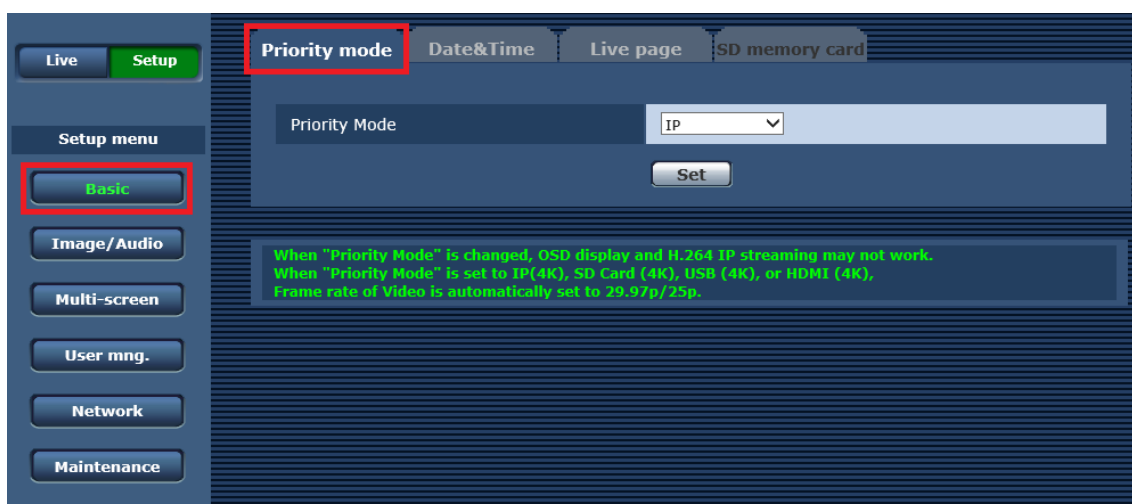 Live Setup
Priority mode Date&Time Live page SD memory card
Setup menu
Priority Mode IP
Set
Basic
Image/Audio
Multi-screen
User mng.
Network
Maintenance
When "Priority Mode" is changed, OSD display and H.264 IP streaming may not work.
When "Priority Mode" is set to IP(4K), SD Card (4K), USB (4K), or HDMI (4K),
Frame rate of Video is automatically set to 29.97p/25p.